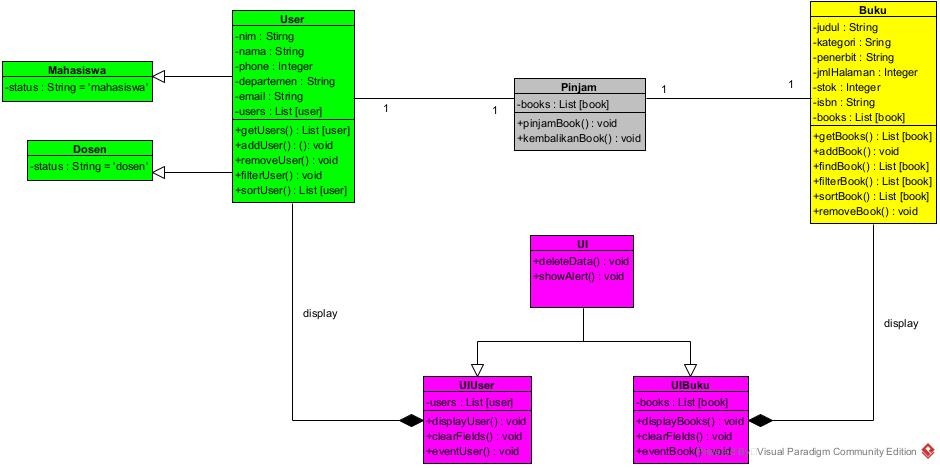 User
-nim : Stirng
-nama : String
-phone : Integer
-departemen : String
-email : String
-users : List [user]
+getUsers() : List [user]
+addUser() : (): void
+removeUser() : void
+filterUser() : void
+sortUser() : List [user]
Mahasiswa
-status : String = 'mahasiswa'
Dosen
-status : String = 'dosen'
1
1
Pinjam
-books : List [book]
+pinjamBook() : void
+kembalikanBook() : void
1
1
Buku
-judul : String
-kategori : Sring
-penerbit : String
-jmlHalaman : Integer
-stok : Integer
-isbn : String
-books : List [book]
+getBooks() : List [book]
+addBook() : void
+findBook() : List [book]
+filterBook() : List [book]
+sortBook() : List [book]
+removeBook() : void
UI
+deleteData() : void
+showAlert() : void
display
display
UIUser
-users : List [user]
+displayUser() : void
+clearFields() : void
+eventUser() : void
UIBuku
-books : List [book]
+displayBooks() : void
+clearFields() : void
+eventBook() : void
Visual Paradigm Community Edition